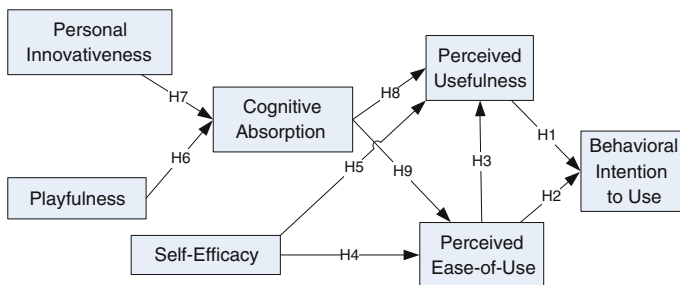 Personal
Innovativeness
Perceived
Usefulness
H7
H8
Cognitive
Absorption
H1
Behavioral
Intention
to Use
H6
H5
H9
H3
Playfulness
H2
Self-Efficacy
H4
Perceived
Ease-of-Use